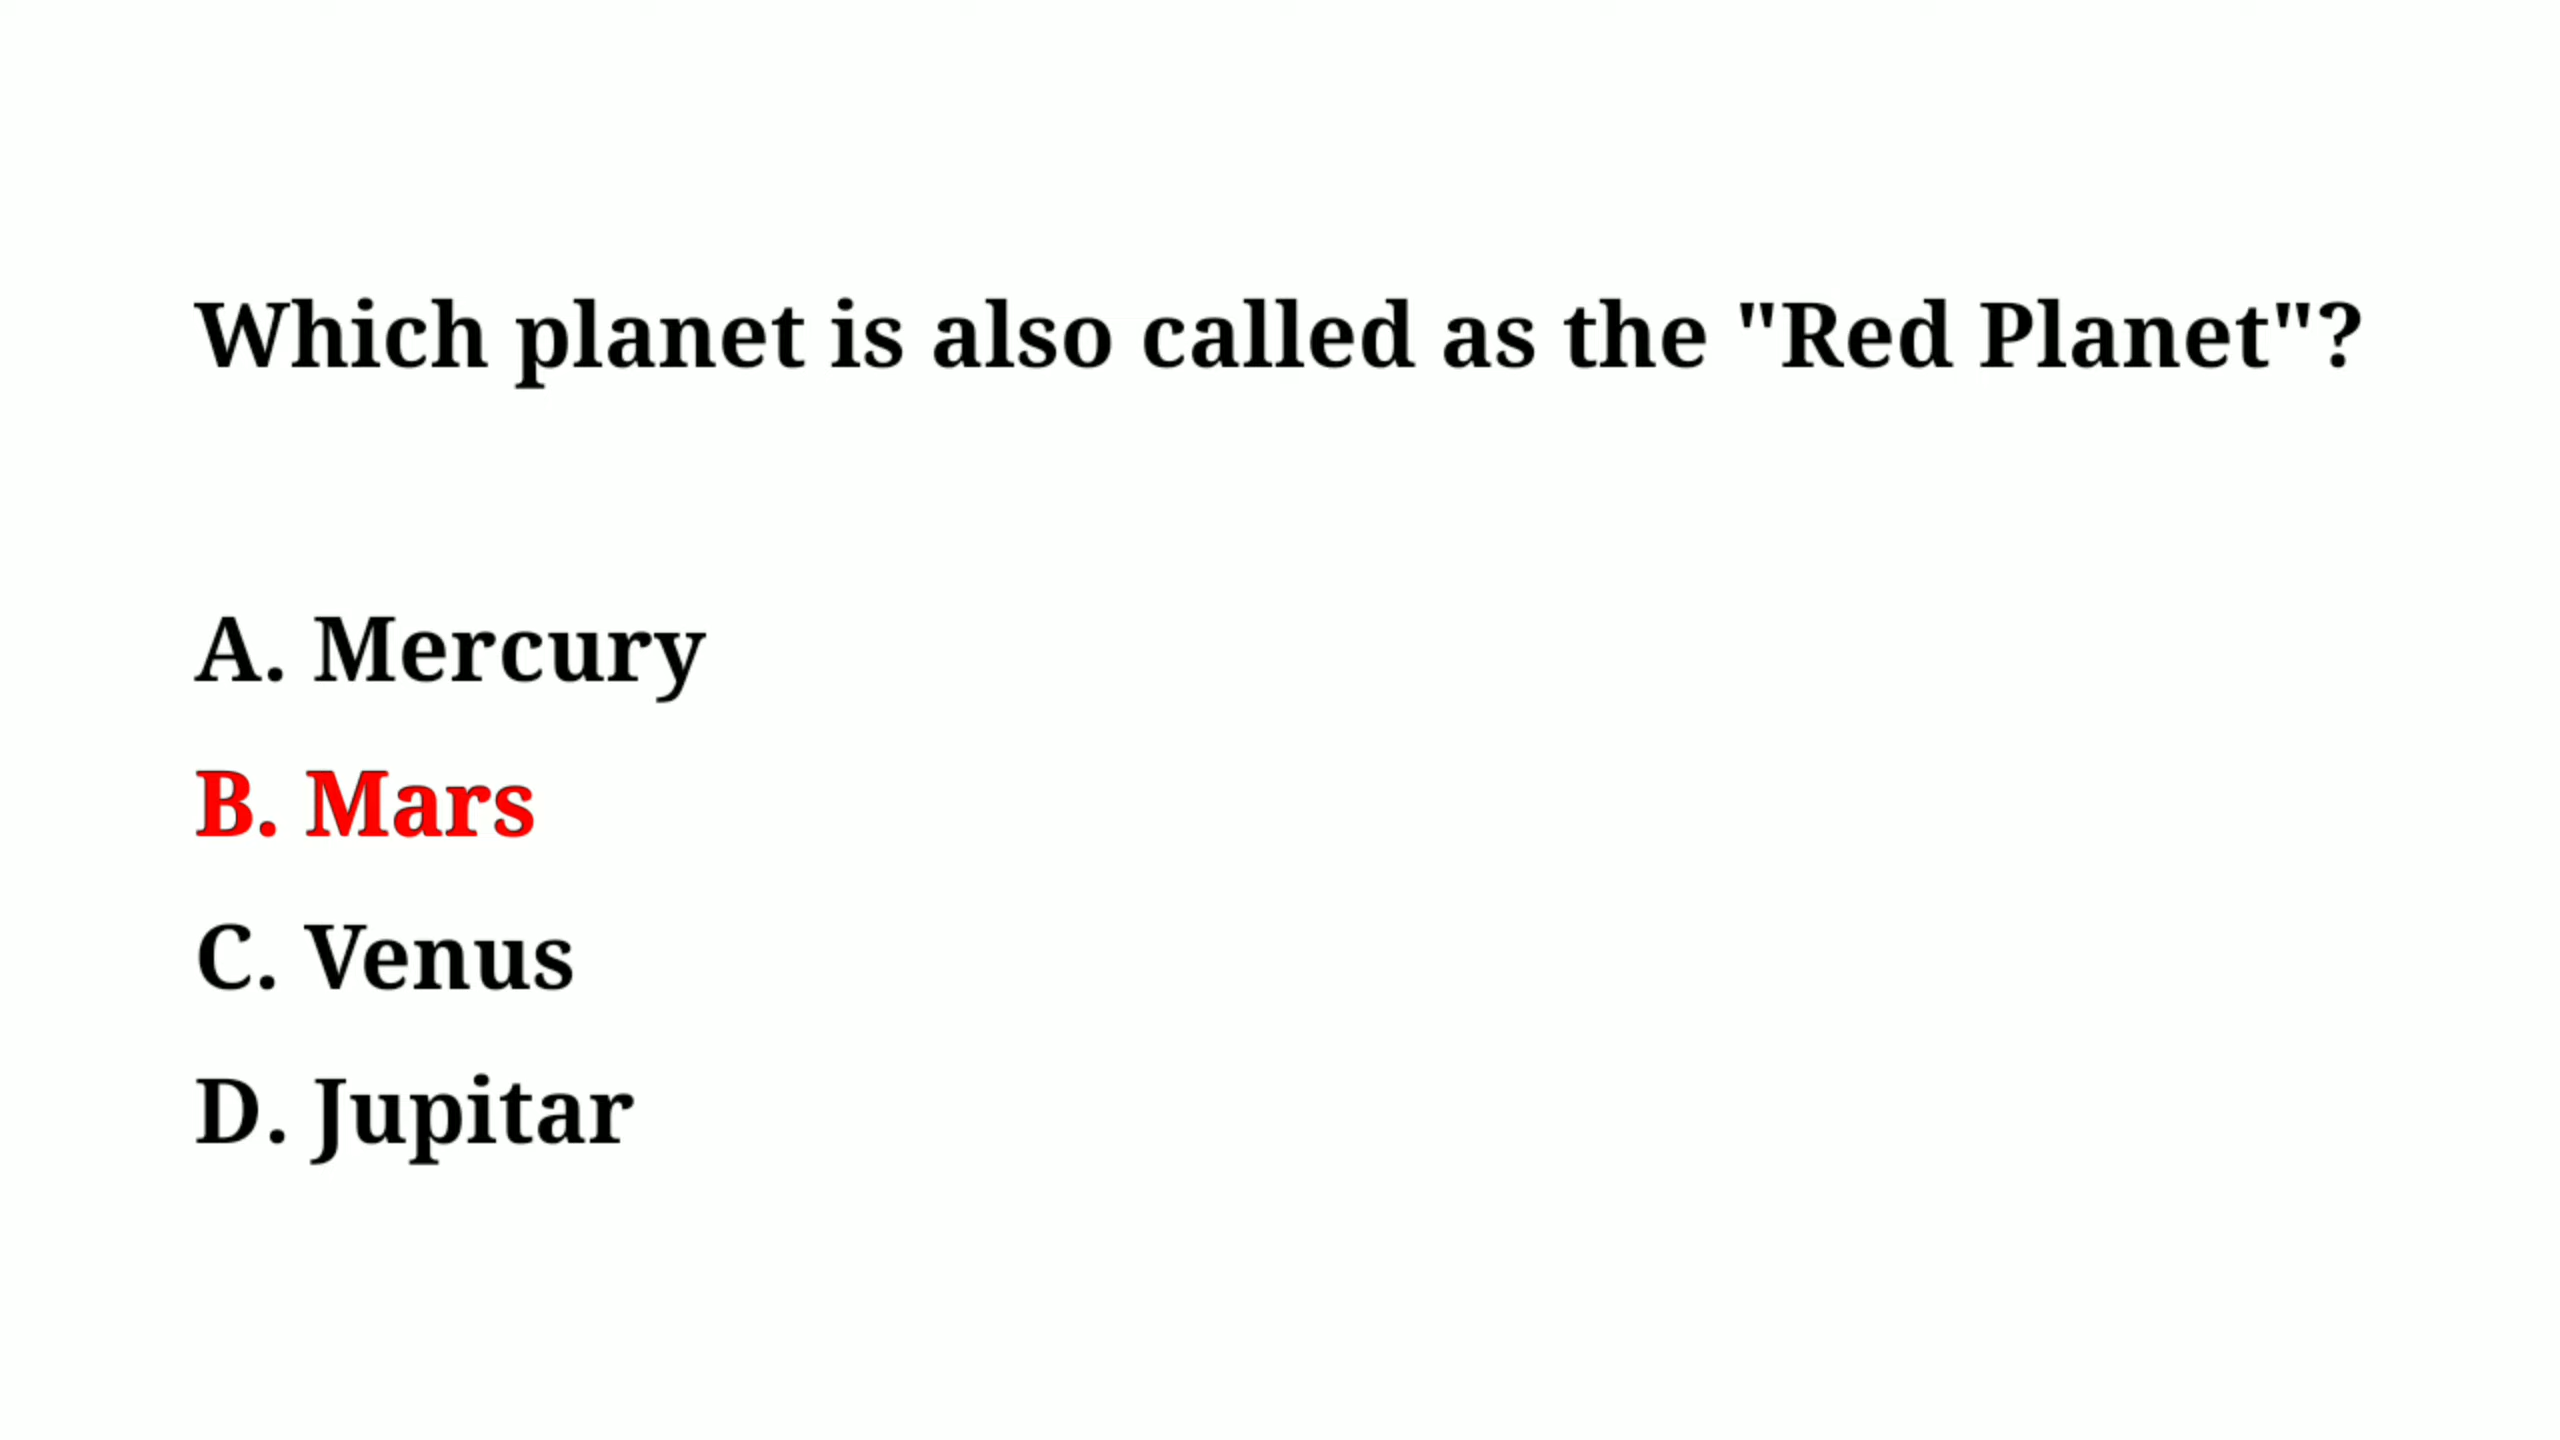 Which planet is also called as the "Red Planet"?
A. Mercury
B. Mars
C. Venus
D. Jupitar